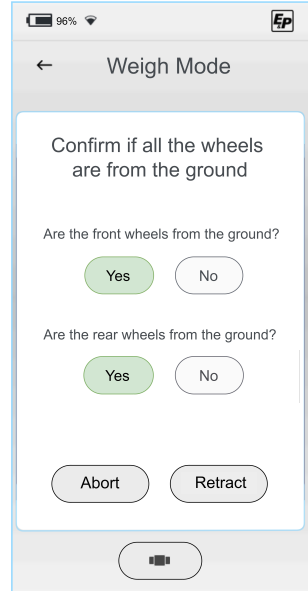 96%
E&P
Weigh Mode
Confirm if all the wheels
are from the ground
Are the front wheels from the ground?
Yes No
Are the rear wheels from the ground?
Yes No
Abort Retract